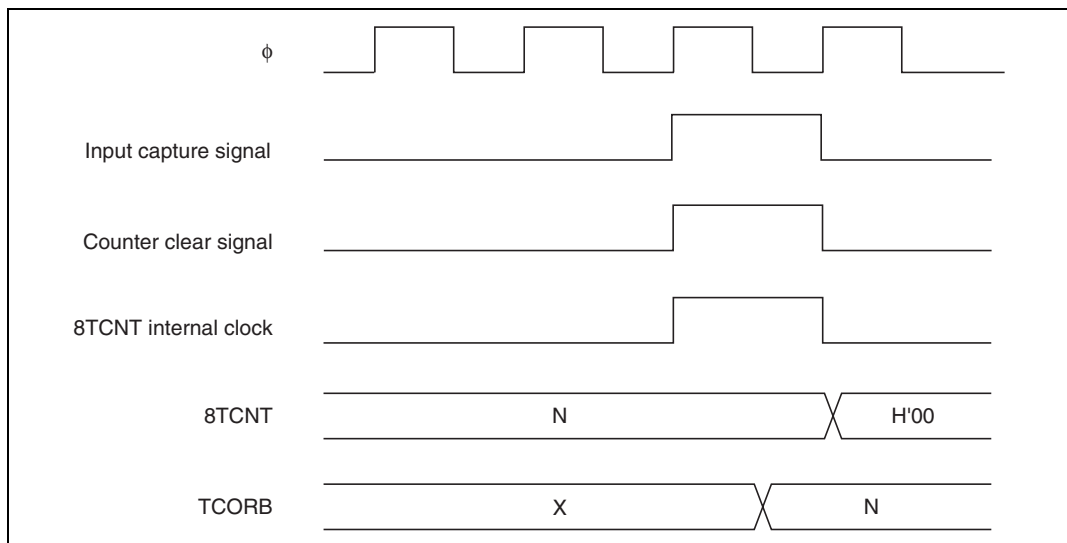 φ
Input capture signal
Counter clear signal
8TCNT internal clock
8TCNT N H'00
TCORB X N